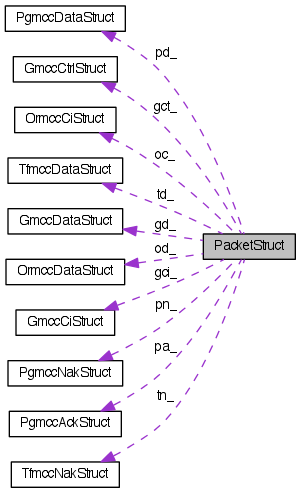 PgmccDataStruct
pd_
GmccCtrlStruct
gct_
OrmccCiStruct
oc_
TfmccDataStruct
td_
GmccDataStruct
gd_
PacketStruct
OrmccDataStruct
od_
gci_
GmccCiStruct
pn_
PgmccNakStruct
pa_
PgmccAckStruct
tn_
TfmccNakStruct